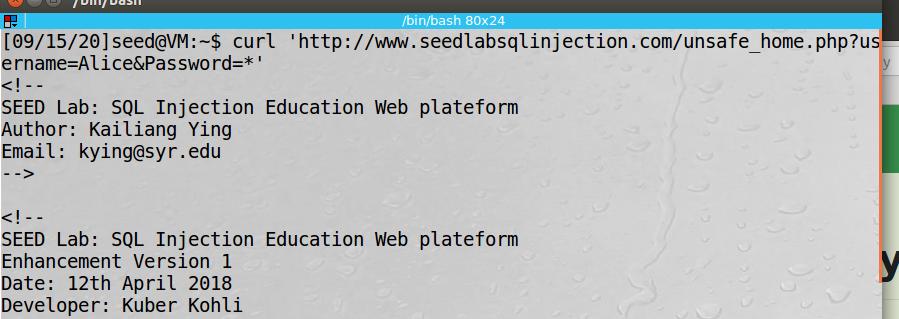 /bin/bash
/bin/bash 80x24
[09/15/20]seed@VM:~$ curl 'http://www.seedlabsqlinjection.com/unsafe_home.php?us
ername=Alice&Password=*'
<!--
SEED Lab: SQL Injection Education Web plateform
Author: Kailiang Ying
Email: kying@syr.edu
-->
<!--
SEED Lab: SQL Injection Education Web plateform
Enhancement Version 1
Date: 12th April 2018
Developer: Kuber Kohli